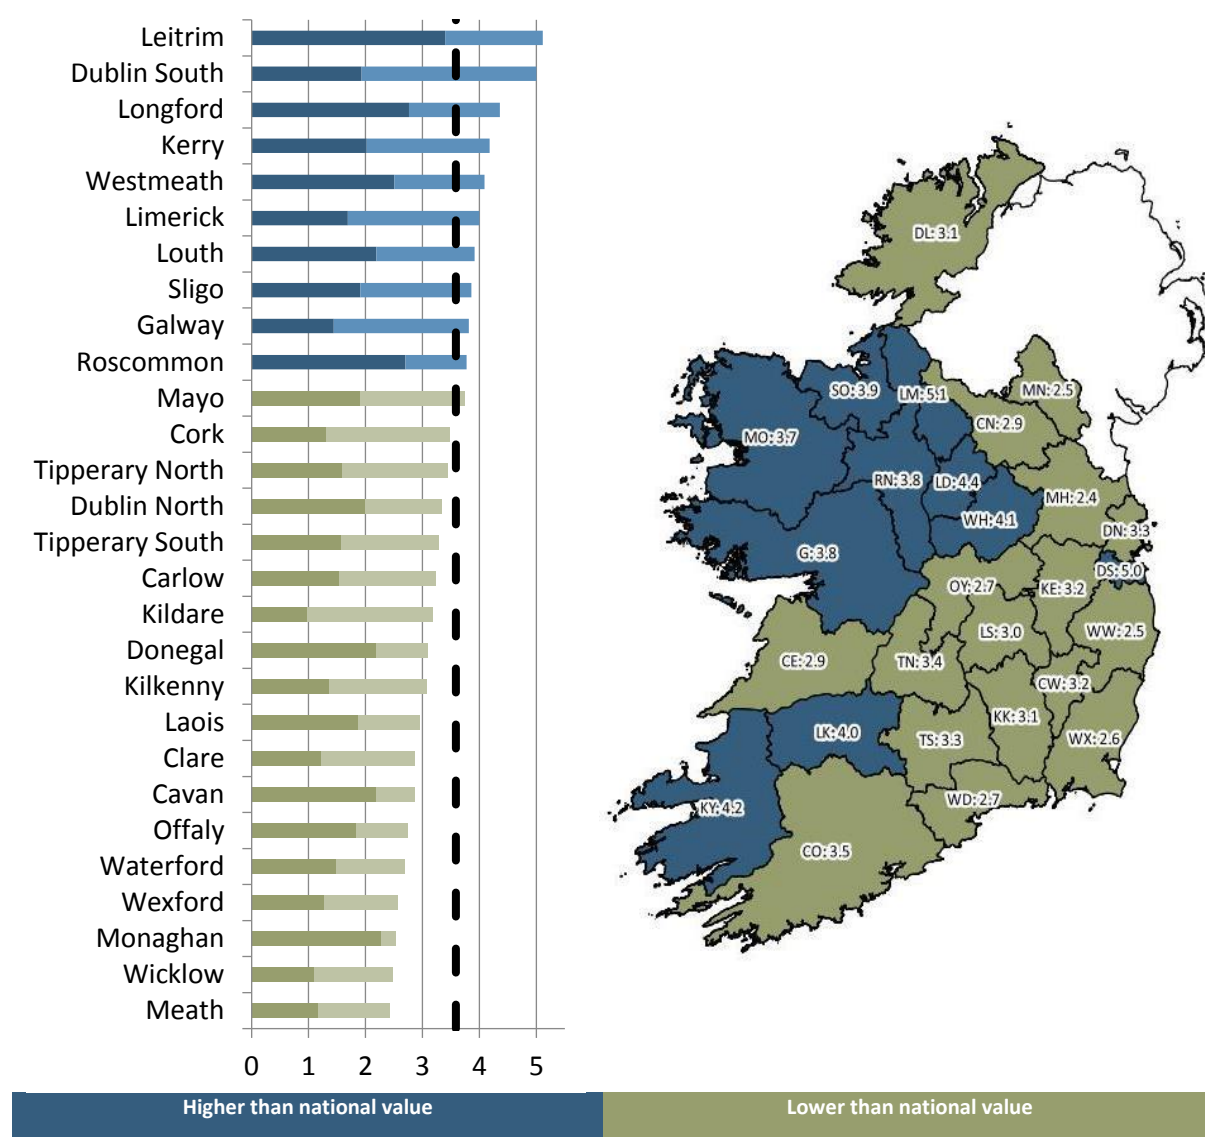 Leitrim
Dublin South
Longford
Kerry
Westmeath
Limerick
Louth
Sligo
Galway
Roscommon
Mayo
Cork
Tipperary North
Dublin North
Tipperary South
Carlow
Kildare
Donegal
Kilkenny
Laois
Clare
Cavan
Offaly
Waterford
Wexford
Monaghan
Wicklow
Meath
0 1 2 3 4 5
DL: 3.1
SO: 3.9
LM: 5.1
MN: 2.5
CN: 2.9
MO: 3.7
RN: 3.8
LD: 4.4
MH: 2.4
WH: 4.1
DN: 3.3
G: 3.8
DS: 5.0
OY: 2.7
KE: 3.2
LS: 3.0
WW: 2.5
CE: 2.9
TN: 3.4
CW: 3.2
KK: 3.1
LK: 4.0
TS: 3.3
WX: 2.6
WD: 2.7
KY: 4.2
CO: 3.5
Higher than national value
Lower than national value